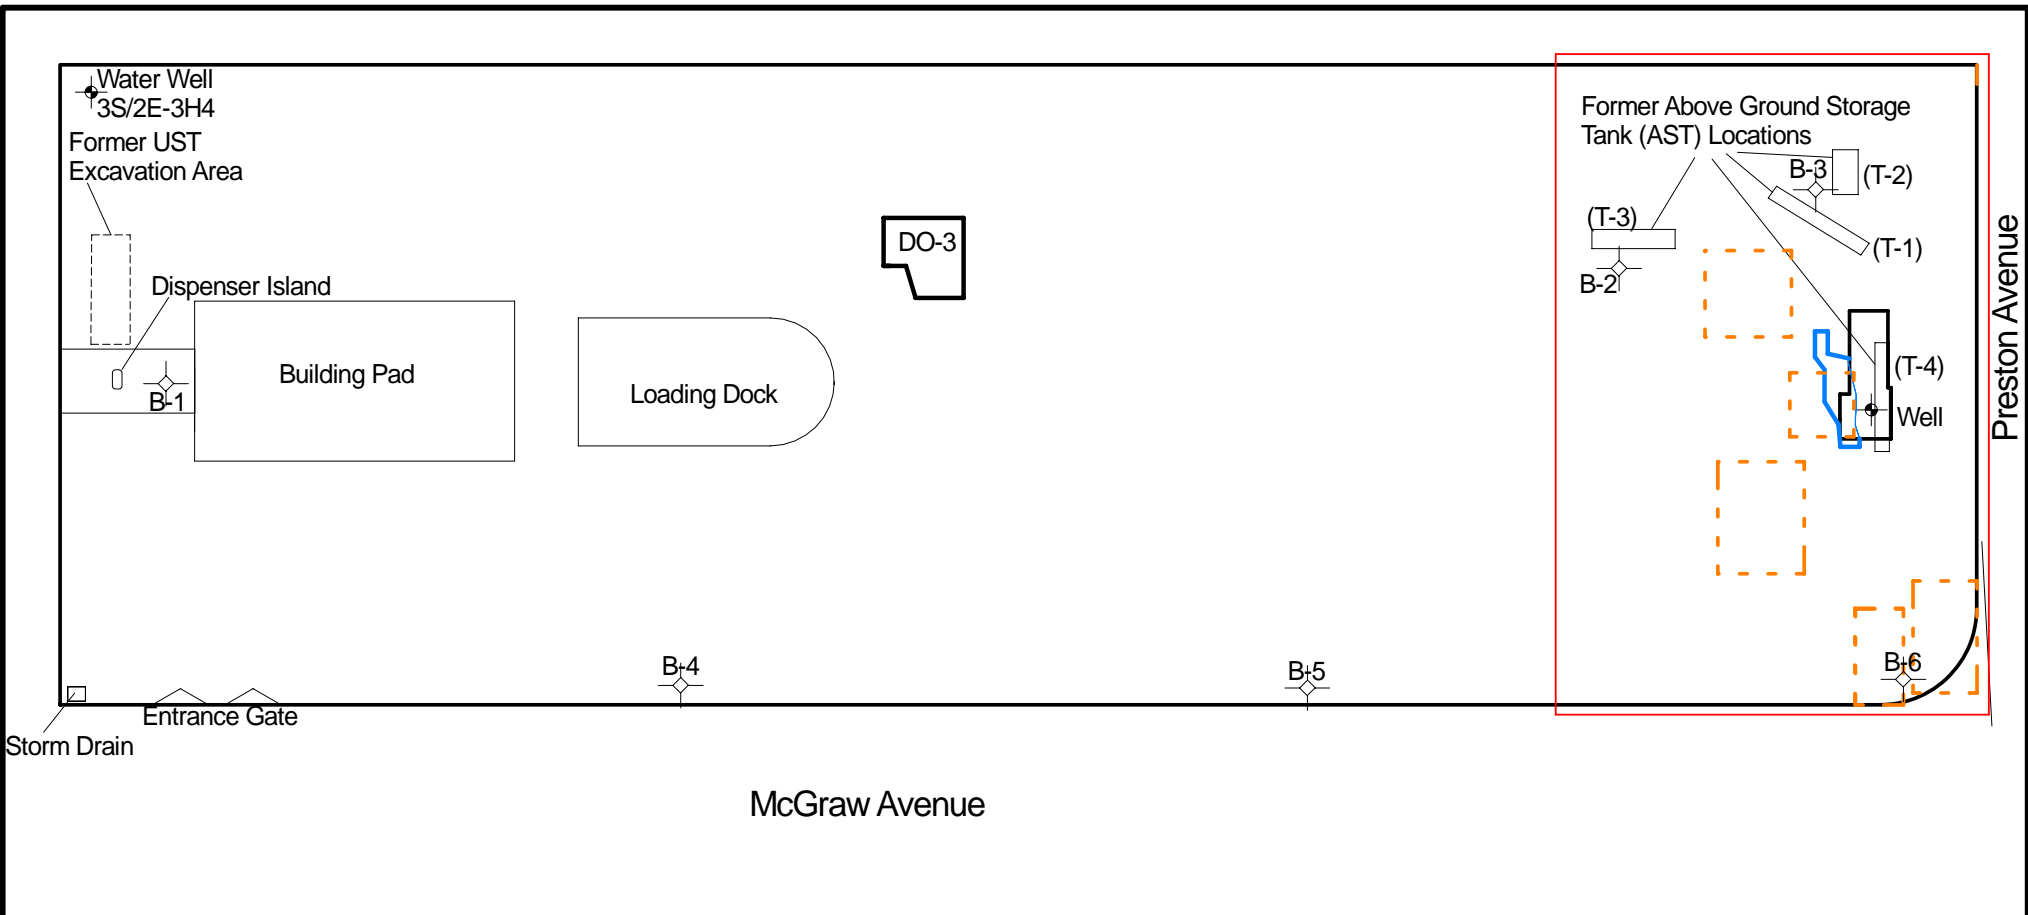 Water Well
3S/2E-3H4
Former UST
Excavation Area
Former Above Ground Storage
Tank (AST) Locations
B-3
(T-2)
(T-3)
(T-1)
DO-3
B-2
Dispenser Island
Preston Avenue
Building Pad
Loading Dock
(T-4)
B-1
Well
B-4
B-5
B-6
Entrance Gate
Storm Drain
McGraw Avenue